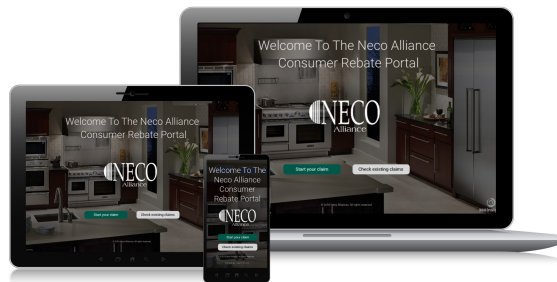 Welcome To The Neco Alliance
Consumer Rebate Portal
NECO
Alliance
Start your claim
Check existing claims
Welcome To The Neco Alliance
Consumer Rebate Portal
NECO
Alliance
Start your claim
Check existing claims
Welcome To The
Neco Alliance
Consumer
Rebate Portal
NECO
Alliance
Start your claim
Check existing claims